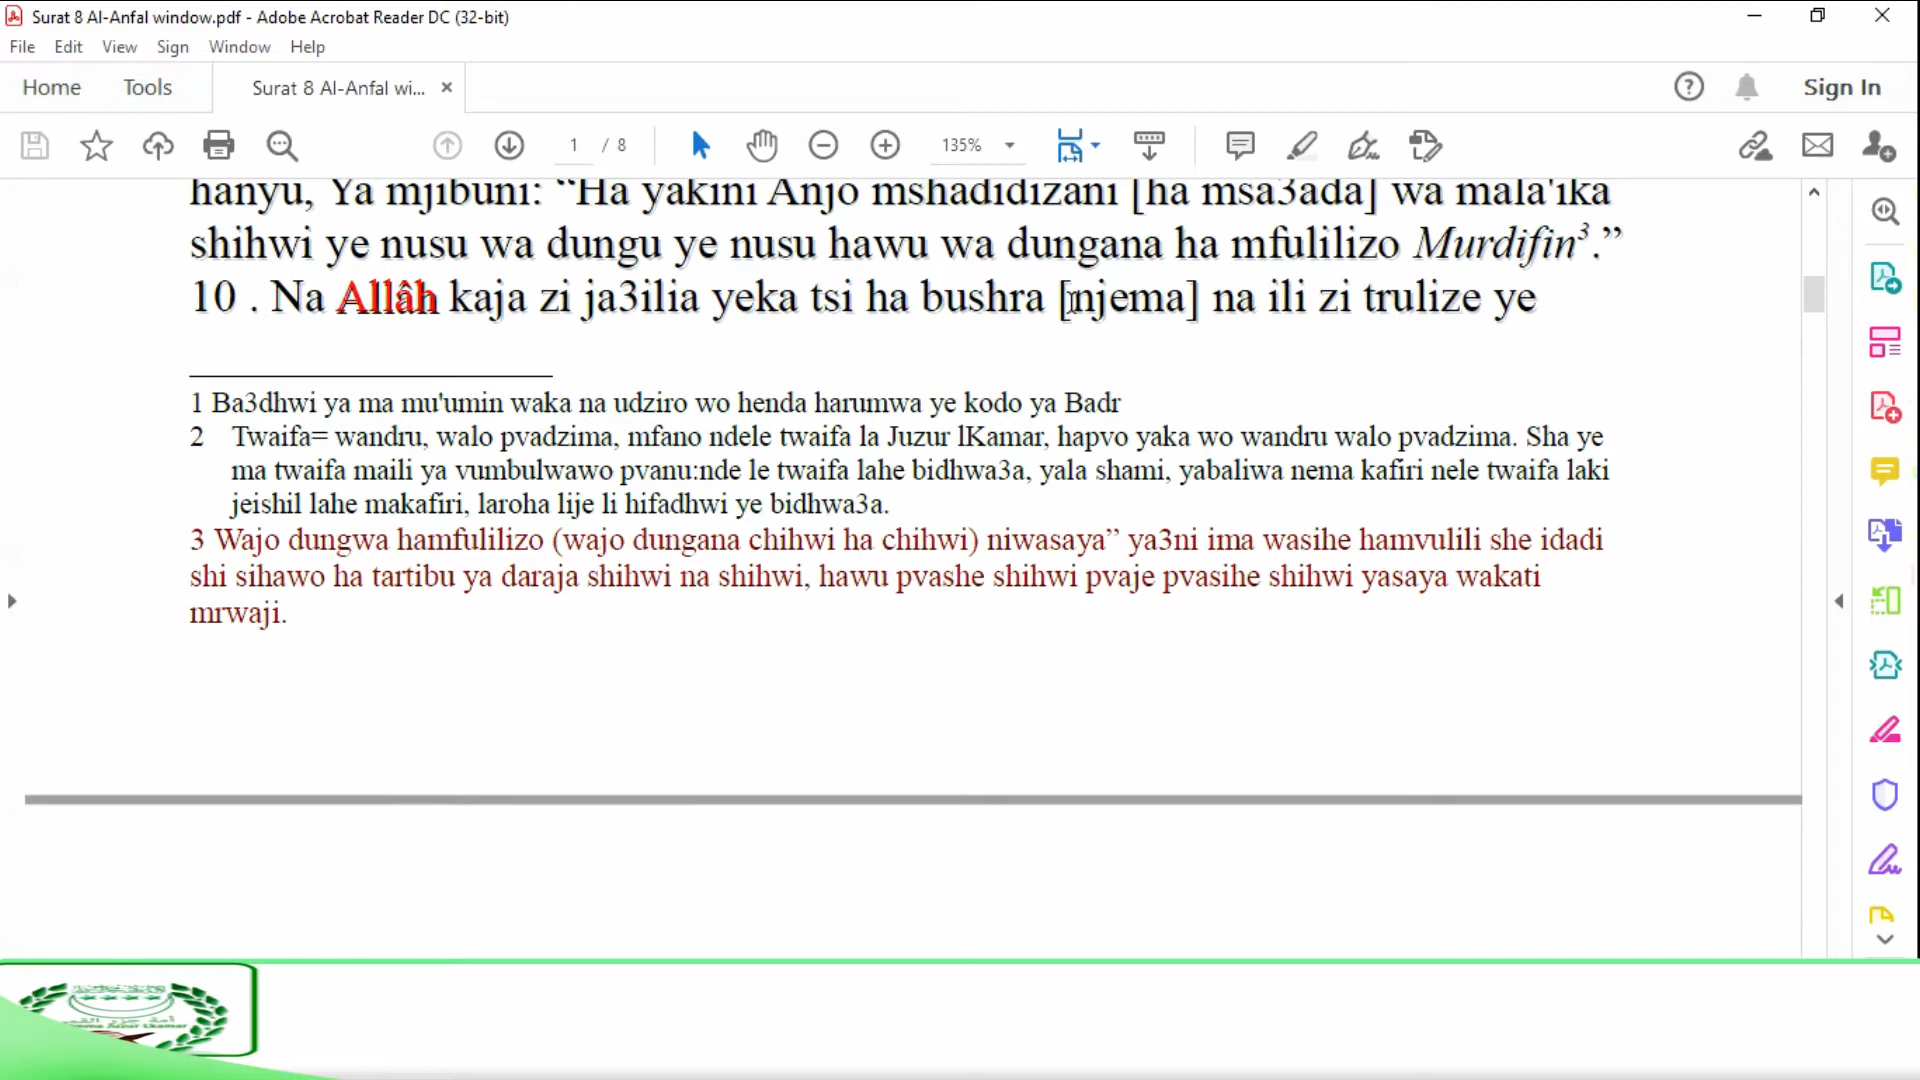 Surat 8 Al-Anfal window.pdf - Adobe Acrobat Reader DC (32-bit)
File Edit View Sign Window Help
Home Tools Surat 8 Al-Anfal wi... × Sign In
1 / 8 135%
hanyu, Ya mjibuni: “Ha yakini Anjo mshadidizani [ha msa3ada] wa mala'ika
shihwi ye nusu wa dungu ye nusu hawu wa dungana ha mfulilizo Murdifin3.”
10 . Na Allâh kaja zi ja3ilia yeka tsi ha bushra [njema] na ili zi trulize ye
1 Ba3dhwi ya ma mu'umin waka na udziro wo henda harumwa ye kodo ya Badr
2 Twaifa= wandru, walo pvadzima, mfano ndele twaifa la Juzur lKamar, hapvo yaka wo wandru walo pvadzima. Sha ye
ma twaifa maili ya vumbulwawo pvanu:nde le twaifa lahe bidhwa3a, yala shami, yabaliwa nema kafiri nele twaifa laki
jeishil lahe makafiri, laroha lije li hifadhwi ye bidhwa3a.
3 Wajo dungwa hamfulilizo (wajo dungana chihwi ha chihwi) niwasaya” ya3ni ima wasihe hamvulili she idadi
shi sihawo ha tartibu ya daraja shihwi na shihwi, hawu pvashe shihwi pvaje pvasihe shihwi yasaya wakati
mrwaji.